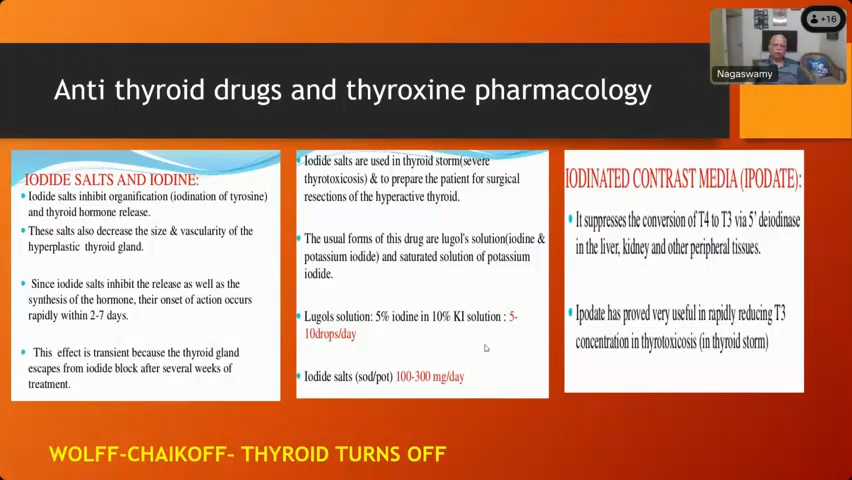 +16
Nagaswamy
Anti thyroid drugs and thyroxine pharmacology
IODIDE SALTS AND IODINE:
Iodide salts inhibit organification (iodination of tyrosine)
and thyroid hormone release.
These salts also decrease the size & vascularity of the
hyperplastic thyroid gland.
Since iodide salts inhibit the release as well as the
synthesis of the hormone, their onset of action occurs
rapidly within 2-7 days.
This effect is transient because the thyroid gland
escapes from iodide block after several weeks of
treatment.
Iodide salts are used in thyroid storm(severe
thyrotoxicosis) & to prepare the patient for surgical
resections of the hyperactive thyroid.
The usual forms of this drug are lugol's solution(iodine &
potassium iodide) and saturated solution of potassium
iodide.
Lugols solution: 5% iodine in 10% KI solution : 5-
10drops/day
Iodide salts (sod/pot) 100-300 mg/day
IODINATED CONTRAST MEDIA (IPODATE):
It suppresses the conversion of T4 to T3 via 5' deiodinase
in the liver, kidney and other peripheral tissues.
Ipodate has proved very useful in rapidly reducing T3
concentration in thyrotoxicosis (in thyroid storm)
WOLFF-CHAIKOFF- THYROID TURNS OFF